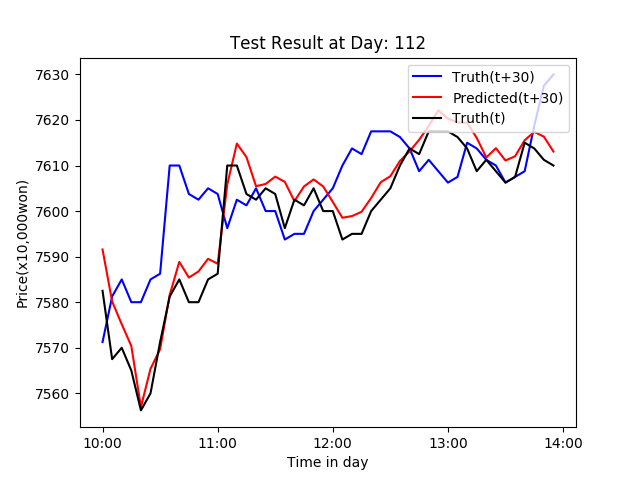 Test Result at Day: 112
Truth(t+30)
Predicted(t+30)
Truth(t)
Price(x10,000won)
7630
7620
7610
7600
7590
7580
7570
7560
10:00 11:00 12:00 13:00 14:00
Time in day